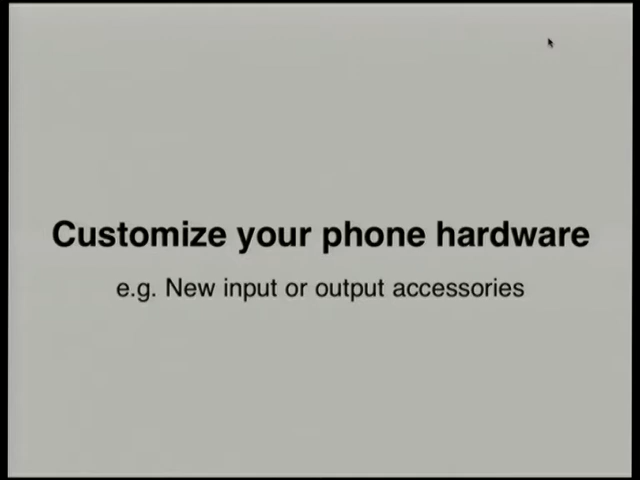 Customize your phone hardware
e.g. New input or output accessories